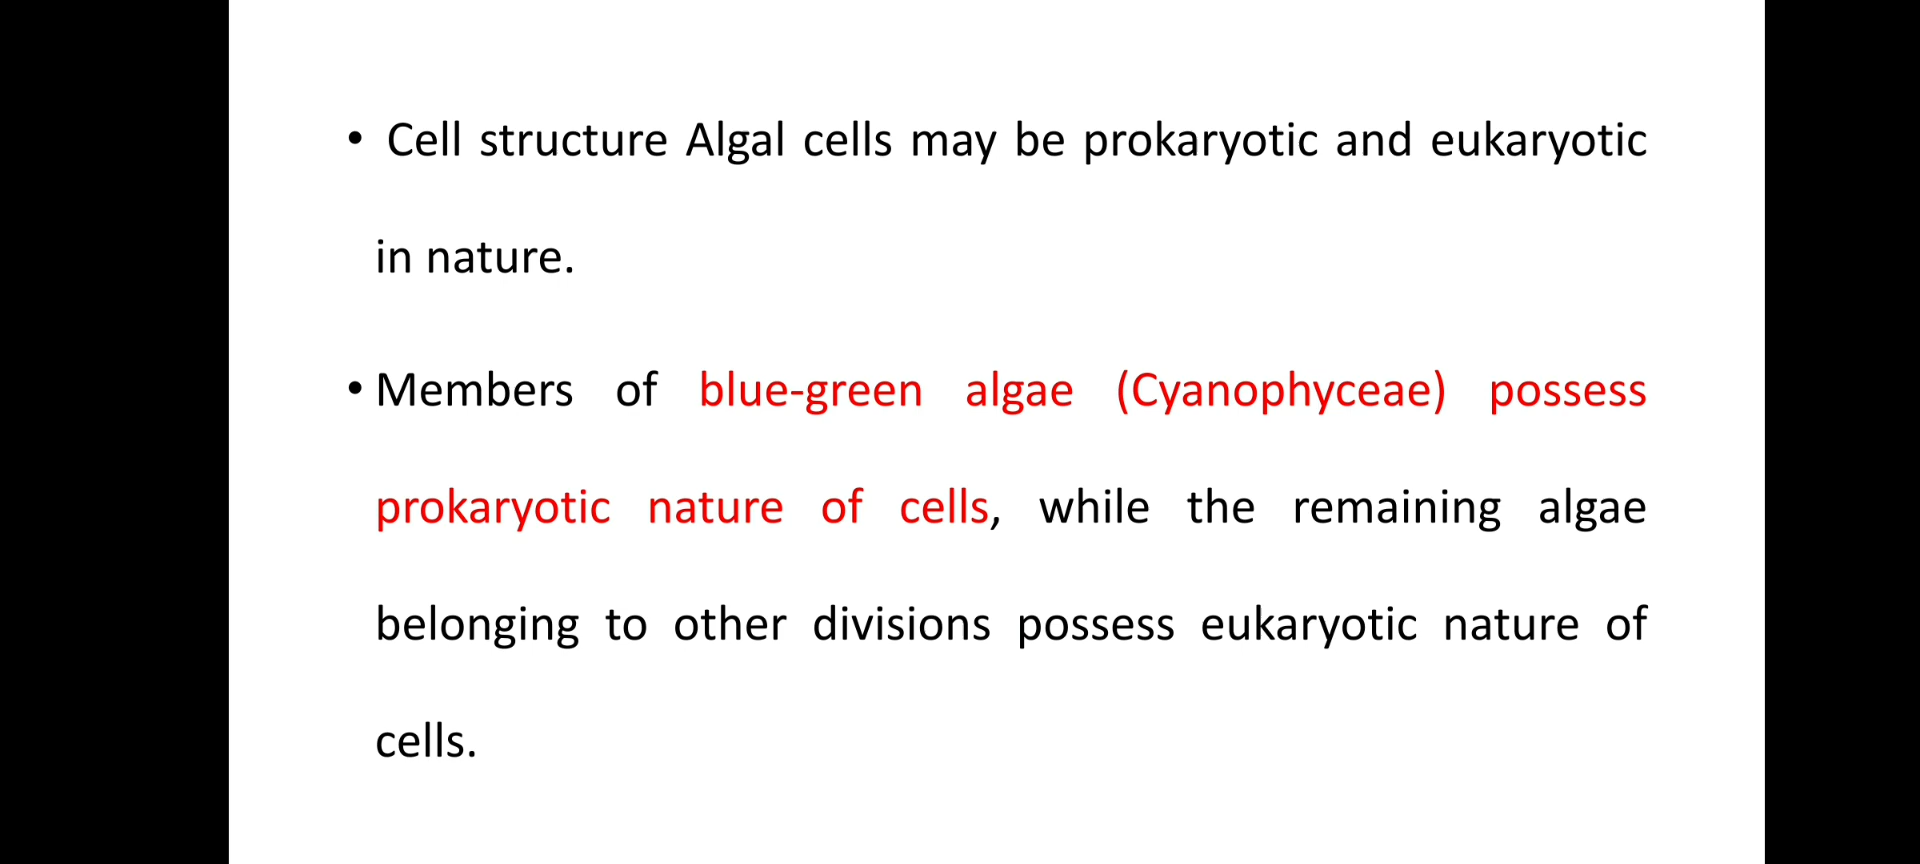 • Cell structure Algal cells may be prokaryotic and eukaryotic
in nature.
• Members of blue-green algae (Cyanophyceae) possess
prokaryotic nature of cells, while the remaining algae
belonging to other divisions possess eukaryotic nature of
cells.